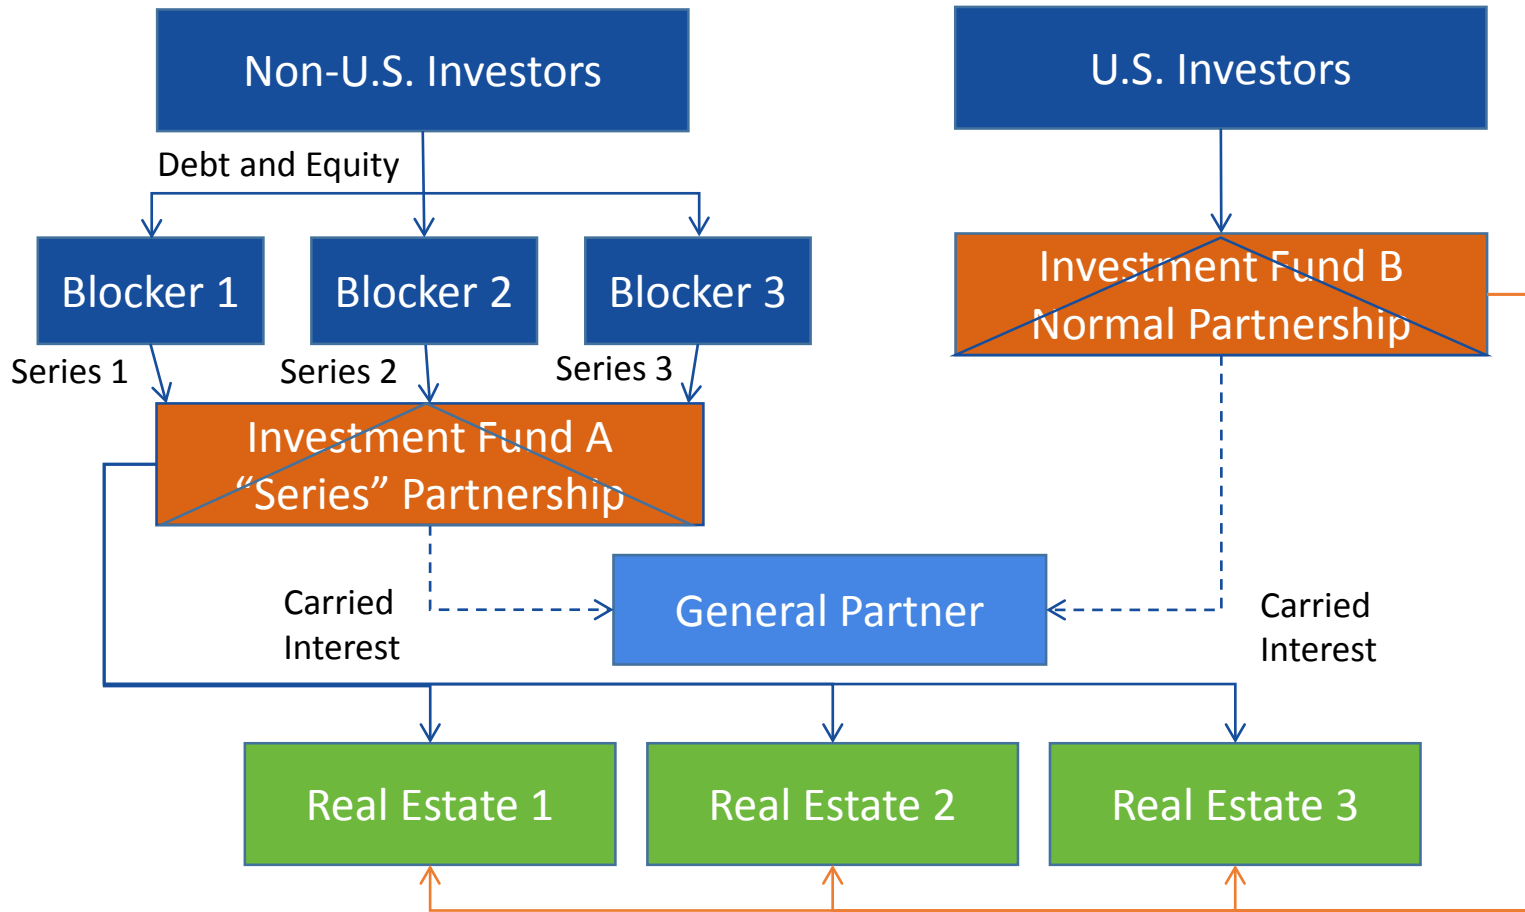 Non-U.S. Investors
U.S. Investors
Debt and Equity
Blocker 1
Blocker 2
Blocker 3
Investment Fund B
Normal Partnership
Series 1
Series 2
Series 3
Investment Fund A
“Series” Partnership
Carried
Interest
General Partner
Carried
Interest
Real Estate 1
Real Estate 2
Real Estate 3